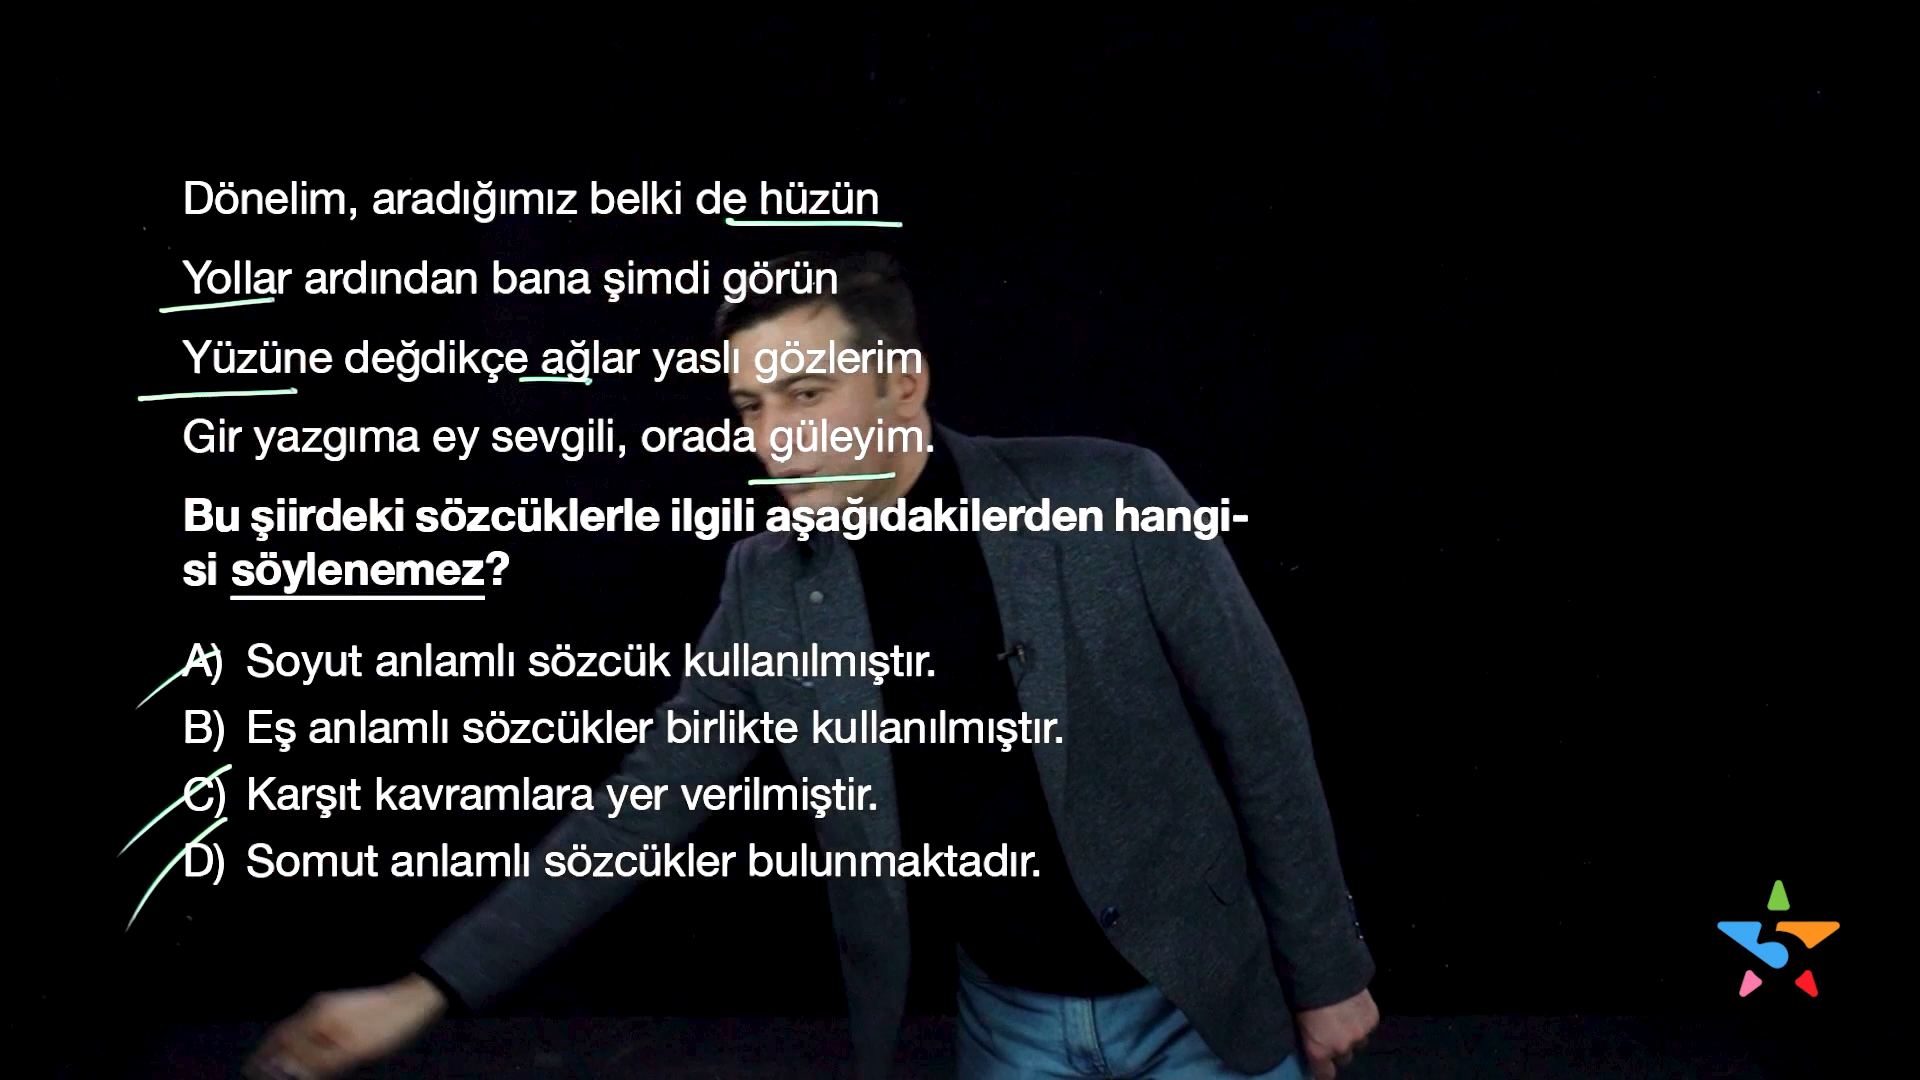 Dönelim, aradığımız belki de hüzün
Yollar ardından bana şimdi görün
Yüzüne değdikçe ağlar yaslı gözlerim
Gir yazgıma ey sevgili, orada güleyim.
Bu şiirdeki sözcüklerle ilgili aşağıdakilerden hangi-
si söylenemez?
A) Soyut anlamlı sözcük kullanılmıştır.
B) Eş anlamlı sözcükler birlikte kullanılmıştır.
C) Karşıt kavramlara yer verilmiştir.
D) Somut anlamlı sözcükler bulunmaktadır.
5